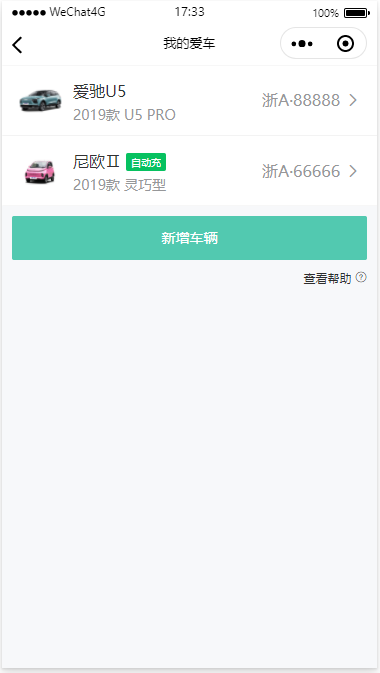 WeChat4G 17:33 100%
我的爱车
爱驰U5
2019款 U5 PRO
浙A·88888
尼欧Ⅱ 自动充
2019款 灵巧型
浙A·66666
新增车辆
查看帮助 ?